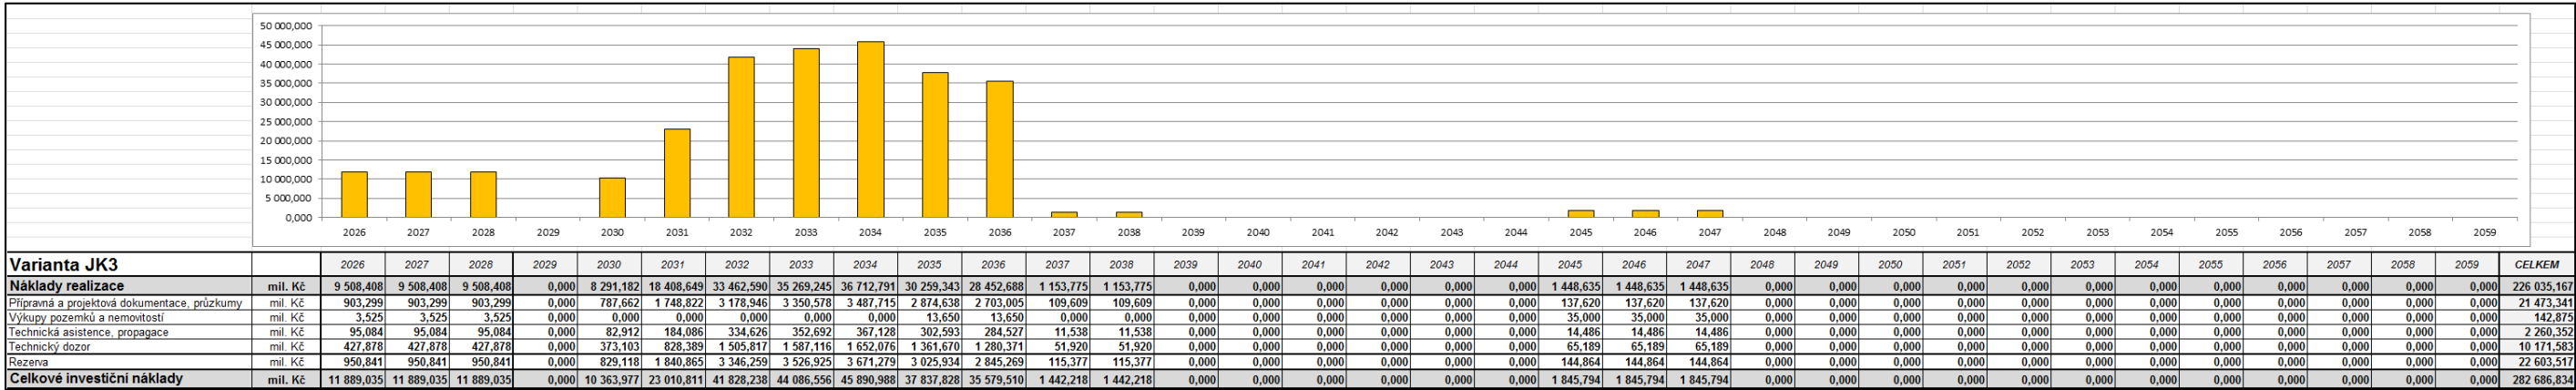 50 000,000
45 000,000
40 000,000
35 000,000
30 000,000
25 000,000
20 000,000
15 000,000
10 000,000
5 000,000
0,000
2026 2027 2028 2029 2030 2031 2032 2033 2034 2035 2036 2037 2038 2039 2040 2041 2042 2043 2044 2045 2046 2047 2048 2049 2050 2051 2052 2053 2054 2055 2056 2057 2058 2059
Varianta JK3 2026 2027 2028 2029 2030 2031 2032 2033 2034 2035 2036 2037 2038 2039 2040 2041 2042 2043 2044 2045 2046 2047 2048 2049 2050 2051 2052 2053 2054 2055 2056 2057 2058 2059 CELKEM
Náklady realizace mil. Kč 9 508,408 9 508,408 9 508,408 0,000 8 291,182 18 408,649 33 462,590 35 269,245 36 712,791 30 259,343 28 452,688 1 153,775 1 153,775 0,000 0,000 0,000 0,000 0,000 0,000 1 448,635 1 448,635 1 448,635 0,000 0,000 0,000 0,000 0,000 0,000 0,000 0,000 0,000 0,000 0,000 0,000 226 035,167
Přípravná a projektová dokumentace, průzkumy mil. Kč 903,299 903,299 903,299 0,000 787,662 1 748,822 3 178,946 3 350,578 3 487,715 2 874,638 2 703,005 109,609 109,609 0,000 0,000 0,000 0,000 0,000 0,000 137,620 137,620 137,620 0,000 0,000 0,000 0,000 0,000 0,000 0,000 0,000 0,000 0,000 0,000 0,000 21 473,341
Výkupy pozemků a nemovitostí mil. Kč 3,525 3,525 3,525 0,000 0,000 0,000 0,000 0,000 0,000 13,650 13,650 0,000 0,000 0,000 0,000 0,000 0,000 0,000 0,000 35,000 35,000 35,000 0,000 0,000 0,000 0,000 0,000 0,000 0,000 0,000 0,000 0,000 0,000 0,000 142,875
Technická asistence, propagace mil. Kč 95,084 95,084 95,084 0,000 82,912 184,086 334,626 352,692 367,128 302,593 284,527 11,538 11,538 0,000 0,000 0,000 0,000 0,000 0,000 14,486 14,486 14,486 0,000 0,000 0,000 0,000 0,000 0,000 0,000 0,000 0,000 0,000 0,000 0,000 2 260,352
Technický dozor mil. Kč 427,878 427,878 427,878 0,000 373,103 828,389 1 505,817 1 587,116 1 652,076 1 361,670 1 280,371 51,920 51,920 0,000 0,000 0,000 0,000 0,000 0,000 65,189 65,189 65,189 0,000 0,000 0,000 0,000 0,000 0,000 0,000 0,000 0,000 0,000 0,000 0,000 10 171,583
Rezerva mil. Kč 950,841 950,841 950,841 0,000 829,118 1 840,865 3 346,259 3 526,925 3 671,279 3 025,934 2 845,269 115,377 115,377 0,000 0,000 0,000 0,000 0,000 0,000 144,864 144,864 144,864 0,000 0,000 0,000 0,000 0,000 0,000 0,000 0,000 0,000 0,000 0,000 0,000 22 603,517
Celkové investiční náklady mil. Kč 11 889,035 11 889,035 11 889,035 0,000 10 363,977 23 010,811 41 828,238 44 086,556 45 890,988 37 837,828 35 579,510 1 442,218 1 442,218 0,000 0,000 0,000 0,000 0,000 0,000 1 845,794 1 845,794 1 845,794 0,000 0,000 0,000 0,000 0,000 0,000 0,000 0,000 0,000 0,000 0,000 0,000 282 686,834